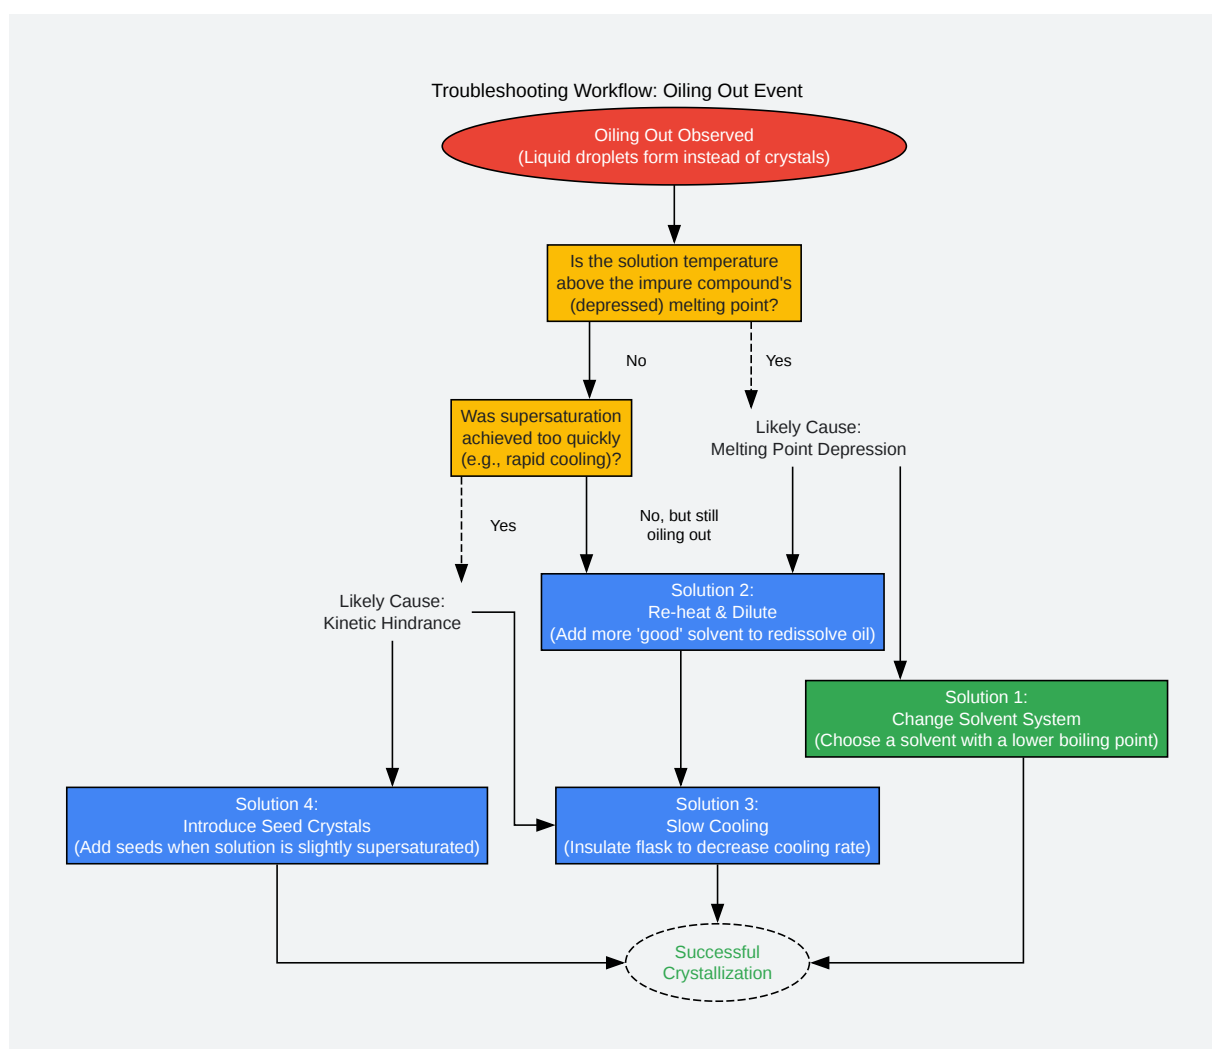 Troubleshooting Workflow: Oiling Out Event
Oiling Out Observed
(Liquid droplets form instead of crystals)
Is the solution temperature
above the impure compound's
(depressed) melting point?
No
Yes
Was supersaturation
achieved too quickly
(e.g., rapid cooling)?
Likely Cause:
Melting Point Depression
Yes
No, but still
oiling out
Likely Cause:
Kinetic Hindrance
Solution 2:
Re-heat & Dilute
(Add more 'good' solvent to redissolve oil)
Solution 1:
Change Solvent System
(Choose a solvent with a lower boiling point)
Solution 4:
Introduce Seed Crystals
(Add seeds when solution is slightly supersaturated)
Solution 3:
Slow Cooling
(Insulate flask to decrease cooling rate)
Successful
Crystallization